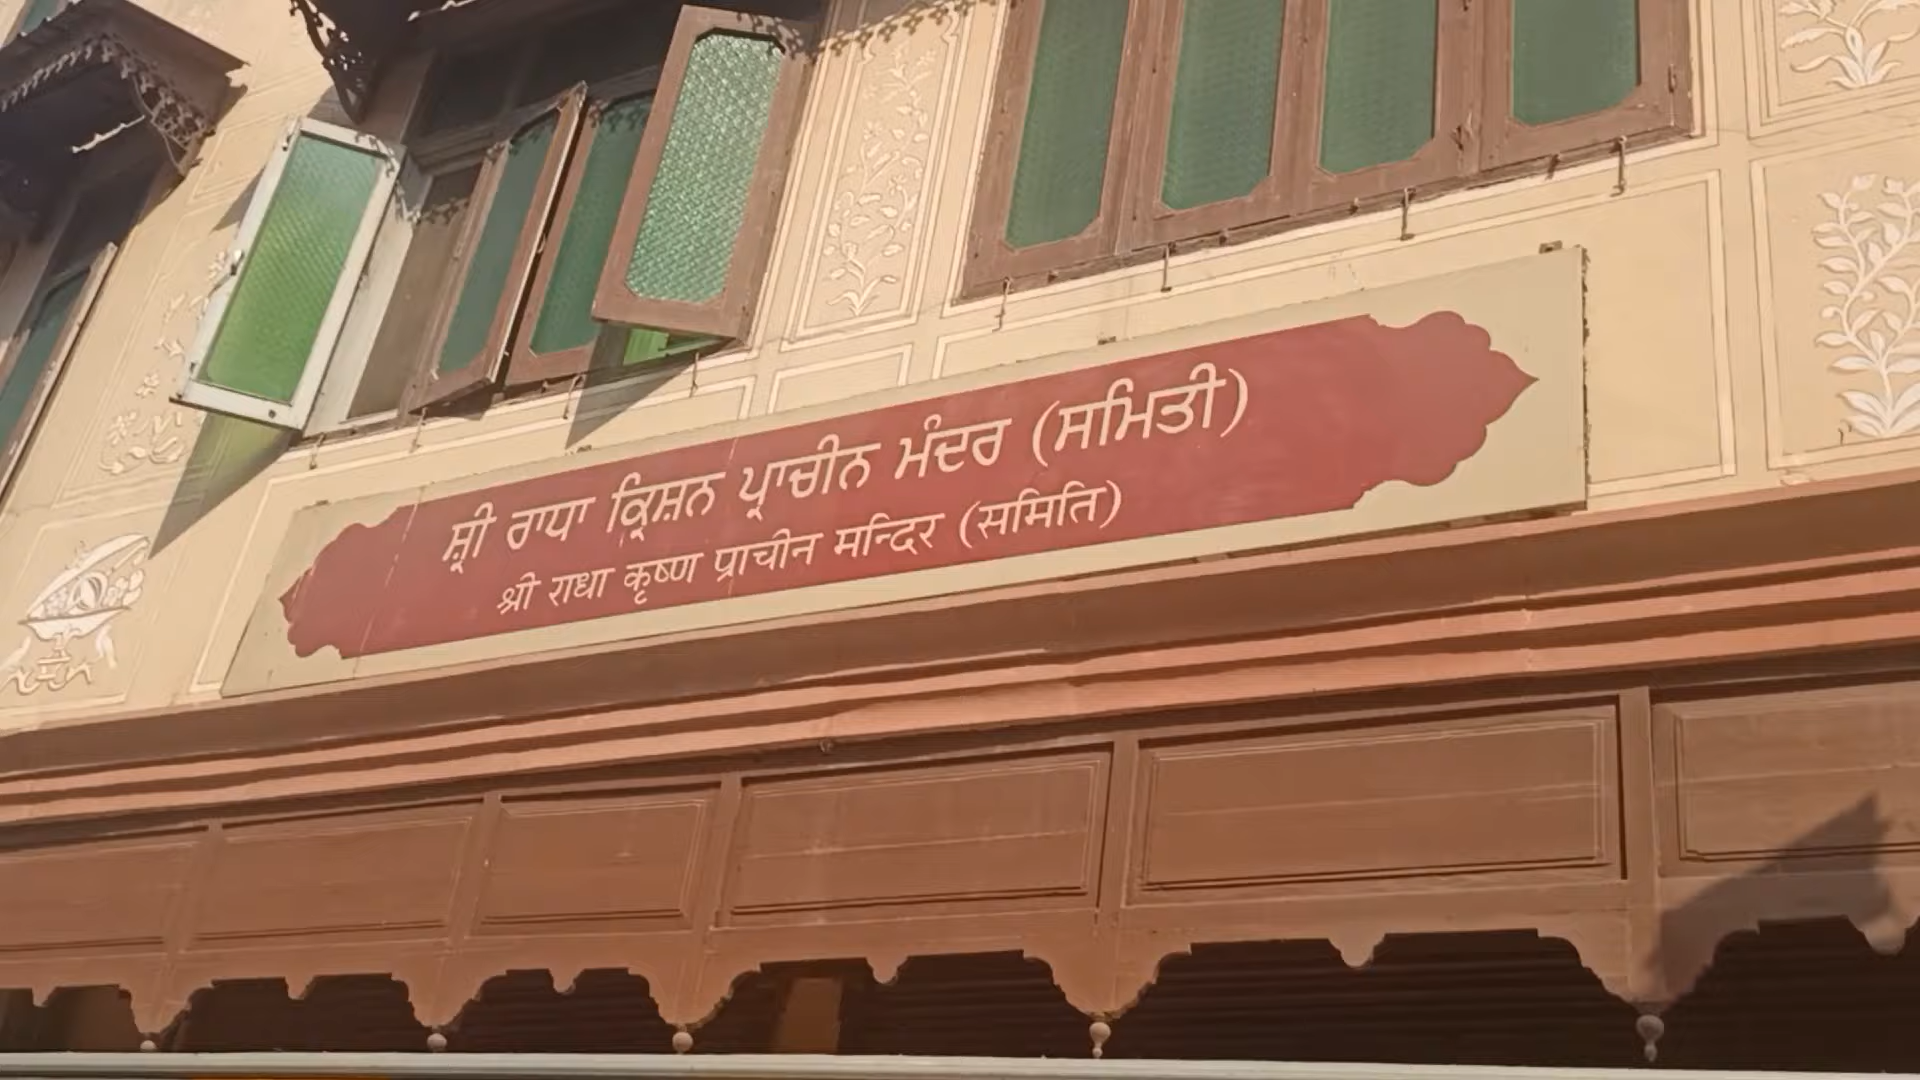 ਸ਼੍ਰੀ ਰਾਧਾ ਕ੍ਰਿਸ਼ਨ ਪ੍ਰਾਚੀਨ ਮੰਦਰ (ਸਮਿਤੀ)
श्री राधा कृष्ण प्राचीन मन्दिर (समिति)